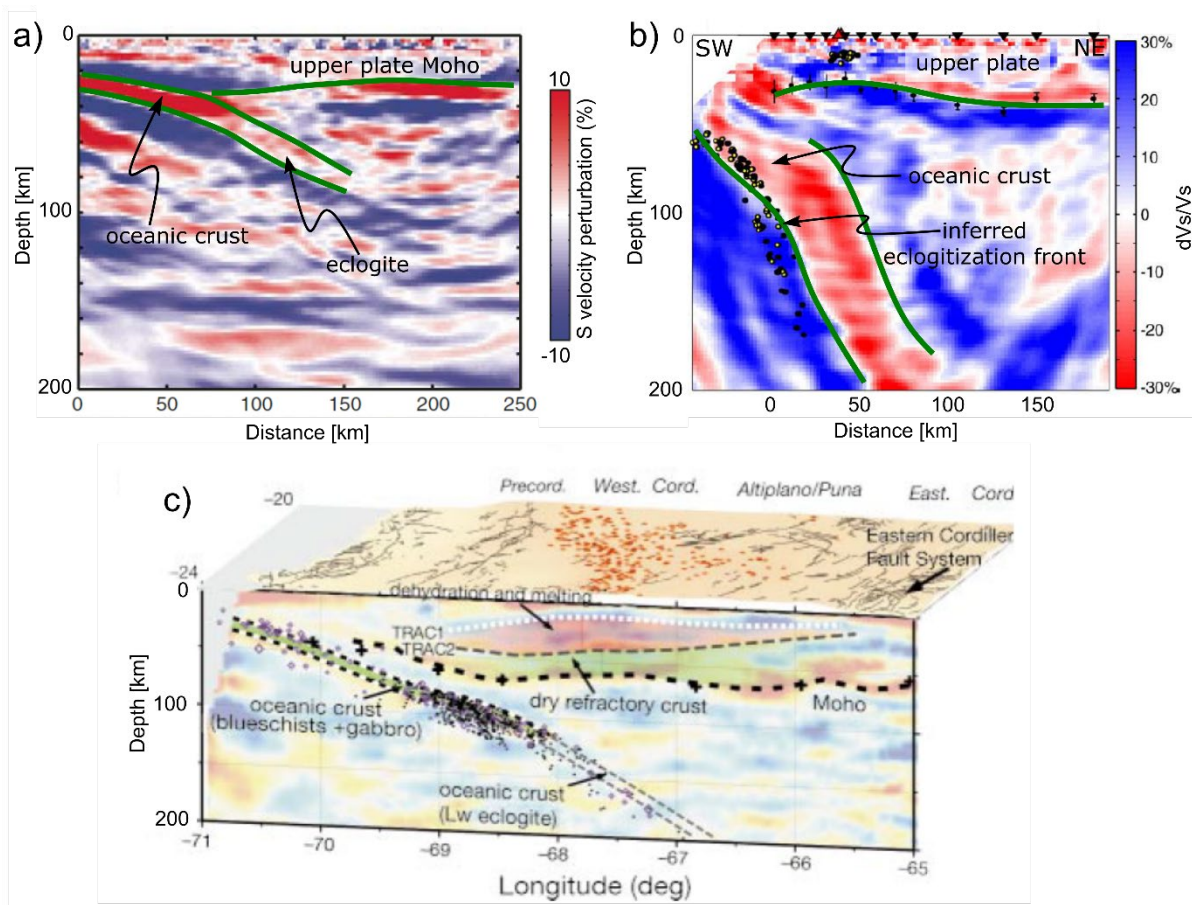 a)
0
100
200
Depth [km]
upper plate Moho
oceanic crust
eclogite
0
50
100
150
200
250
Distance [km]
10
S velocity perturbation (%)
-10
b)
0
100
200
Depth [km]
SW
NE
upper plate
oceanic crust
inferred
eclogitization front
0
50
100
150
Distance [km]
30%
20
10
0
-10
-20
-30%
dVs/Vs
c)
Precord. West. Cord. Altiplano/Puna East. Cord
−20
−24
Eastern Cordiller
Fault System
dehydration and melting
TRAC1
TRAC2
oceanic crust
(blueschists +gabbro)
dry refractory crust
Moho
oceanic crust
(Lw eclogite)
0
100
200
Depth [km]
−71
−70
−69
−68
−67
−66
−65
Longitude (deg)